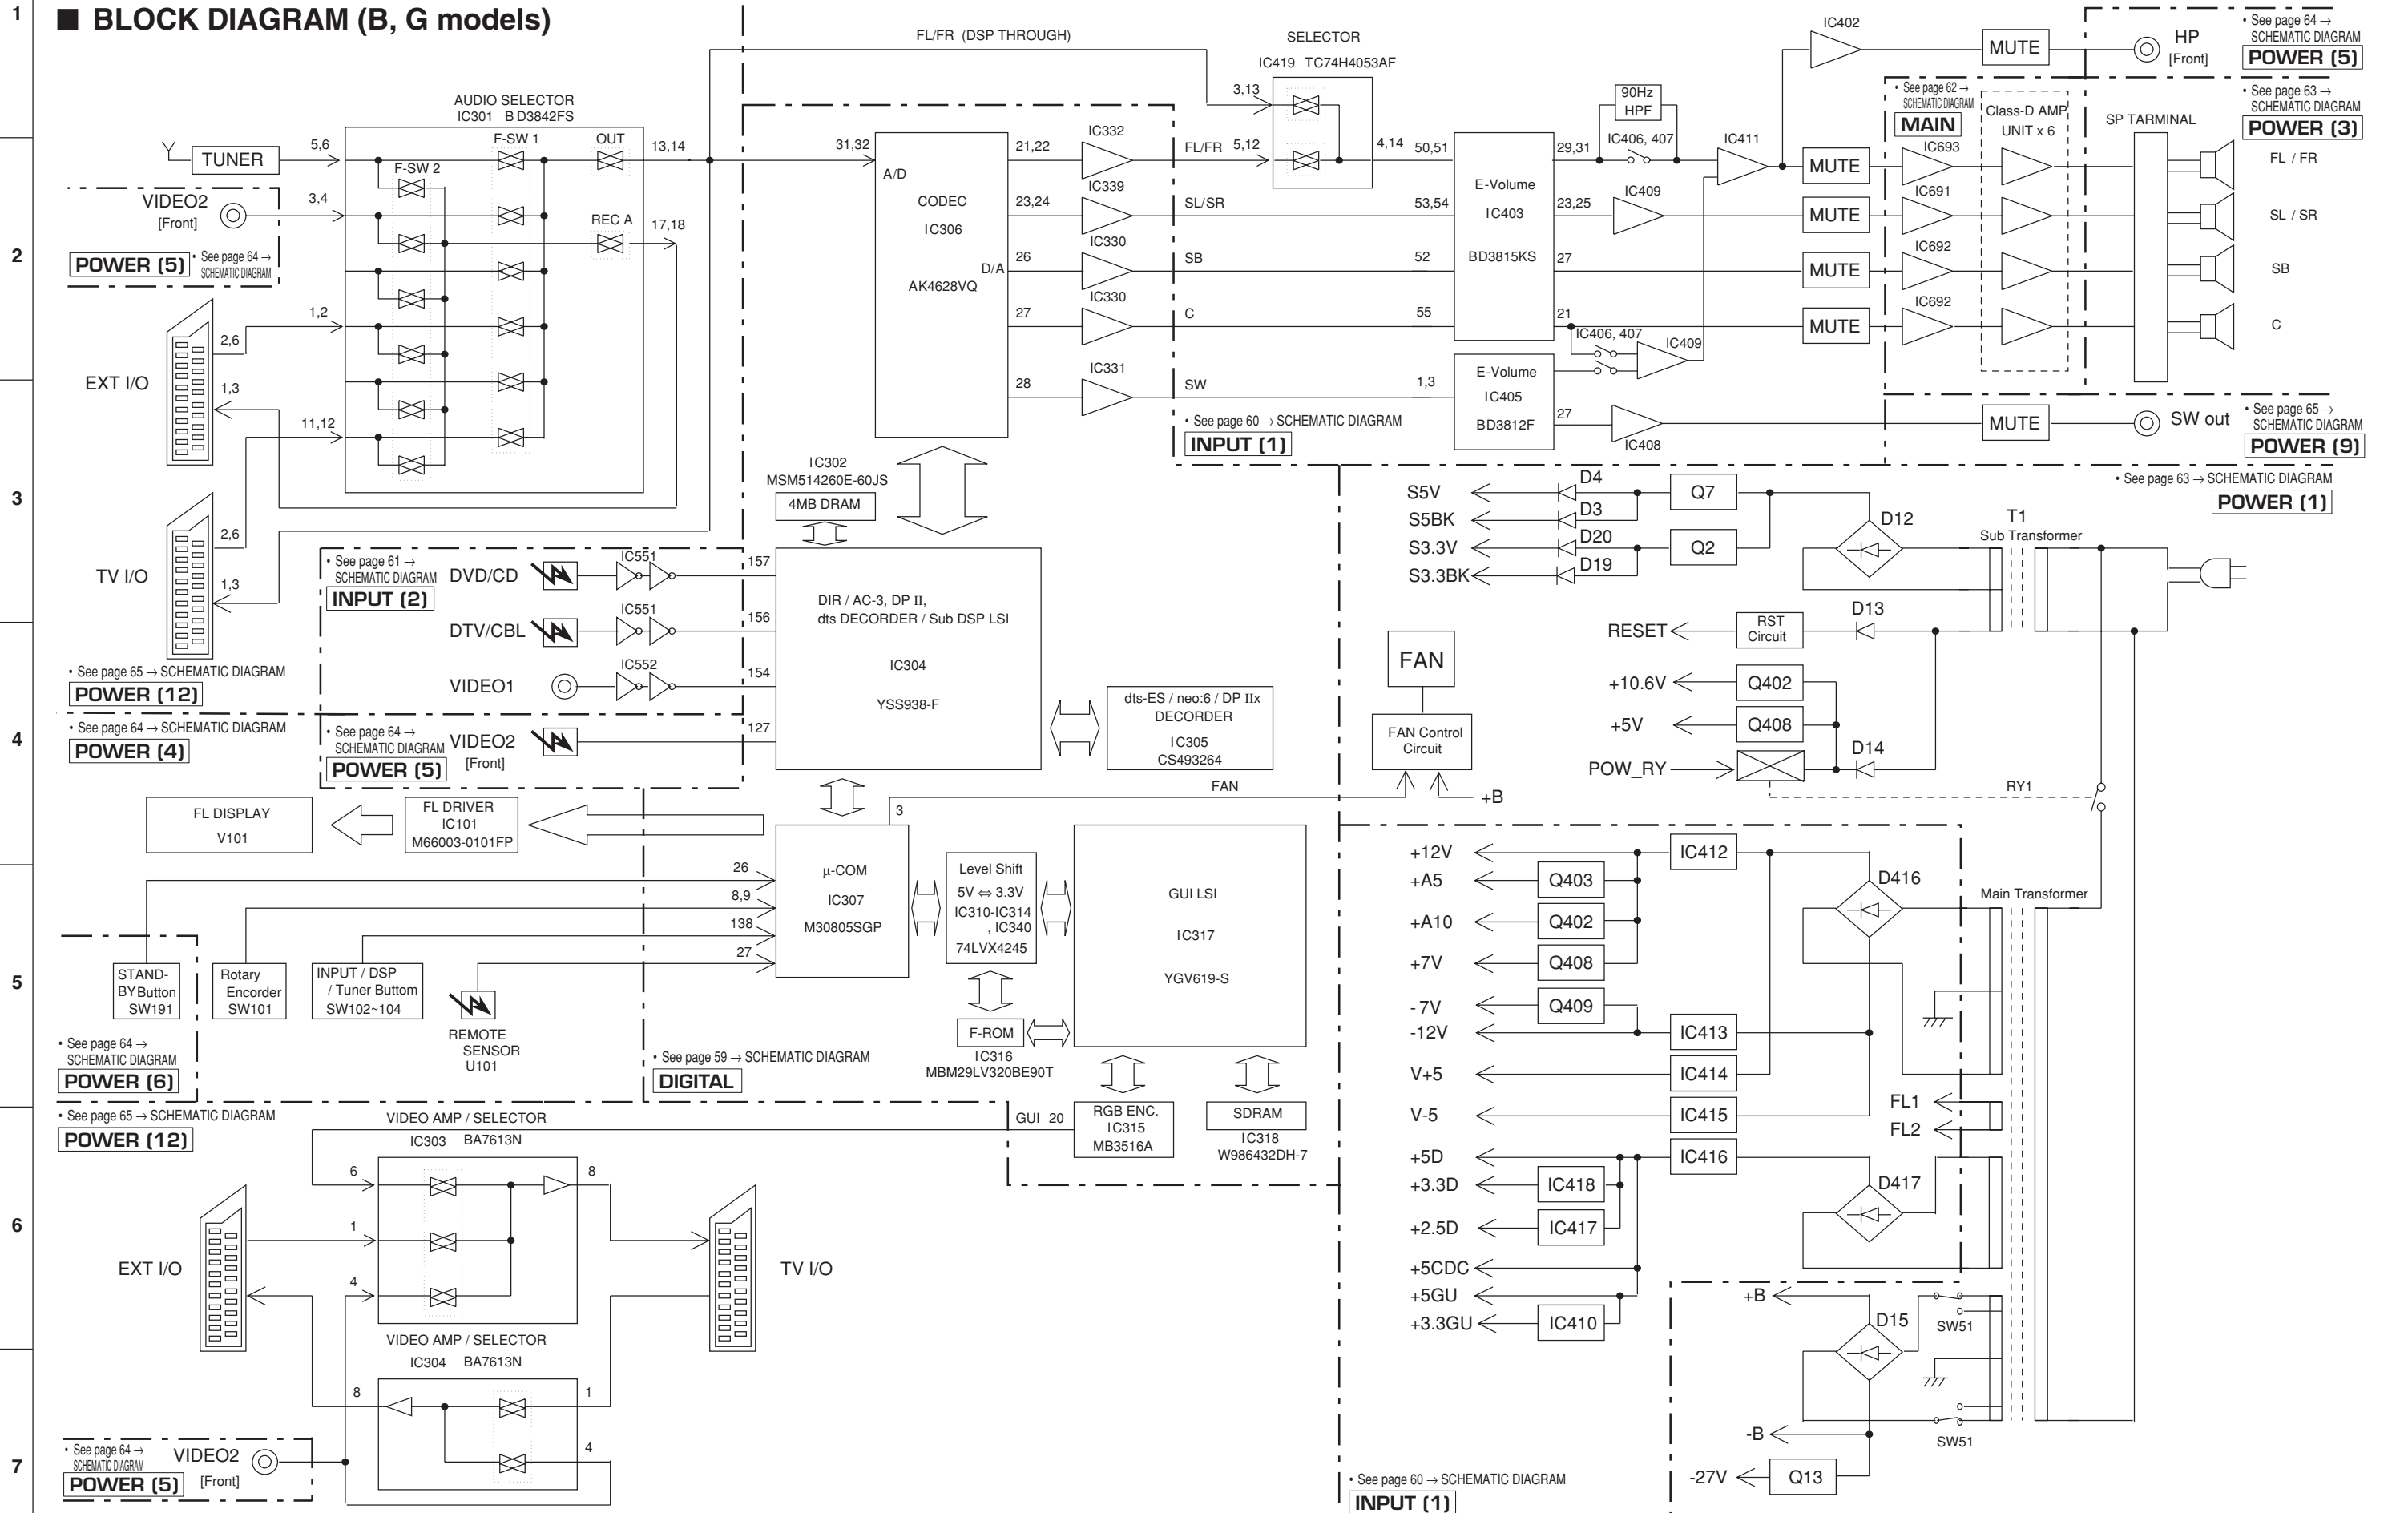 ■ BLOCK DIAGRAM (B, G models)
1
2
3
4
5
6
7
FL/FR (DSP THROUGH)
SELECTOR
IC419 TC74H4053AF
3,13
FL/FR 5,12
4,14
IC402
MUTE
HP
[Front]
• See page 64 →
SCHEMATIC DIAGRAM
POWER (5)
• See page 63 →
SCHEMATIC DIAGRAM
POWER (3)
• See page 62 →
SCHEMATIC DIAGRAM
MAIN
Class-D AMP
UNIT x 6
SP TARMINAL
AUDIO SELECTOR
IC301 B D3842FS
F-SW 1
F-SW 2
OUT
REC A
TUNER
5,6
13,14
3,4
17,18
1,2
11,12
VIDEO2
[Front]
POWER (5)
• See page 64 →
SCHEMATIC DIAGRAM
EXT I/O
2,6
1,3
TV I/O
2,6
1,3
• See page 65 → SCHEMATIC DIAGRAM
POWER (12)
• See page 64 → SCHEMATIC DIAGRAM
POWER (4)
31,32
A/D
CODEC
IC306
D/A
AK4628VQ
21,22
23,24
26
27
28
IC332
IC339
IC330
IC330
IC331
SL/SR
SB
C
SW
50,51
53,54
52
55
1,3
E-Volume
IC403
BD3815KS
E-Volume
IC405
BD3812F
29,31
23,25
27
21
27
90Hz
HPF
IC406, 407
IC411
IC409
IC406, 407
IC409
IC408
MUTE
MUTE
MUTE
MUTE
MUTE
IC693
IC691
IC692
IC692
FL / FR
SL / SR
SB
C
SW out
• See page 65 →
SCHEMATIC DIAGRAM
POWER (9)
• See page 60 → SCHEMATIC DIAGRAM
INPUT (1)
IC302
MSM514260E-60JS
4MB DRAM
• See page 61 →
SCHEMATIC DIAGRAM
INPUT (2)
DVD/CD
IC551
157
DTV/CBL
IC551
156
VIDEO1
IC552
154
• See page 64 →
SCHEMATIC DIAGRAM
POWER (5)
VIDEO2
[Front]
127
DIR / AC-3, DP II,
dts DECORDER / Sub DSP LSI
IC304
YSS938-F
dts-ES / neo:6 / DP IIx
DECORDER
IC305
CS493264
FAN
FAN Control
Circuit
FAN
+B
• See page 63 → SCHEMATIC DIAGRAM
POWER (1)
S5V
S5BK
S3.3V
S3.3BK
D4
D3
D20
D19
Q7
Q2
D12
T1
Sub Transformer
RESET
RST
Circuit
D13
+10.6V
Q402
+5V
Q408
POW_RY
D14
RY1
FL DISPLAY
V101
FL DRIVER
IC101
M66003-0101FP
3
26
8,9
138
27
μ-COM
IC307
M30805SGP
Level Shift
5V ⇔ 3.3V
IC310-IC314
, IC340
74LVX4245
GUI LSI
IC317
YGV619-S
F-ROM
IC316
MBM29LV320BE90T
STAND-
BY Button
SW191
Rotary
Encorder
SW101
INPUT / DSP
/ Tuner Buttom
SW102~104
REMOTE
SENSOR
U101
• See page 64 →
SCHEMATIC DIAGRAM
POWER (6)
• See page 59 → SCHEMATIC DIAGRAM
DIGITAL
• See page 65 → SCHEMATIC DIAGRAM
POWER (12)
GUI 20
RGB ENC.
IC315
MB3516A
SDRAM
IC318
W986432DH-7
VIDEO AMP / SELECTOR
IC303 BA7613N
6
1
4
8
EXT I/O
TV I/O
VIDEO AMP / SELECTOR
IC304 BA7613N
8
1
4
• See page 64 →
SCHEMATIC DIAGRAM
POWER (5)
VIDEO2
[Front]
+12V
IC412
+A5
Q403
+A10
Q402
+7V
Q408
-7V
Q409
-12V
IC413
V+5
IC414
V-5
IC415
D416
Main Transformer
FL1
FL2
+5D
IC416
+3.3D
IC418
+2.5D
IC417
D417
+5CDC
+5GU
+3.3GU
IC410
+B
D15
SW51
SW51
-B
-27V
Q13
• See page 60 → SCHEMATIC DIAGRAM
INPUT (1)